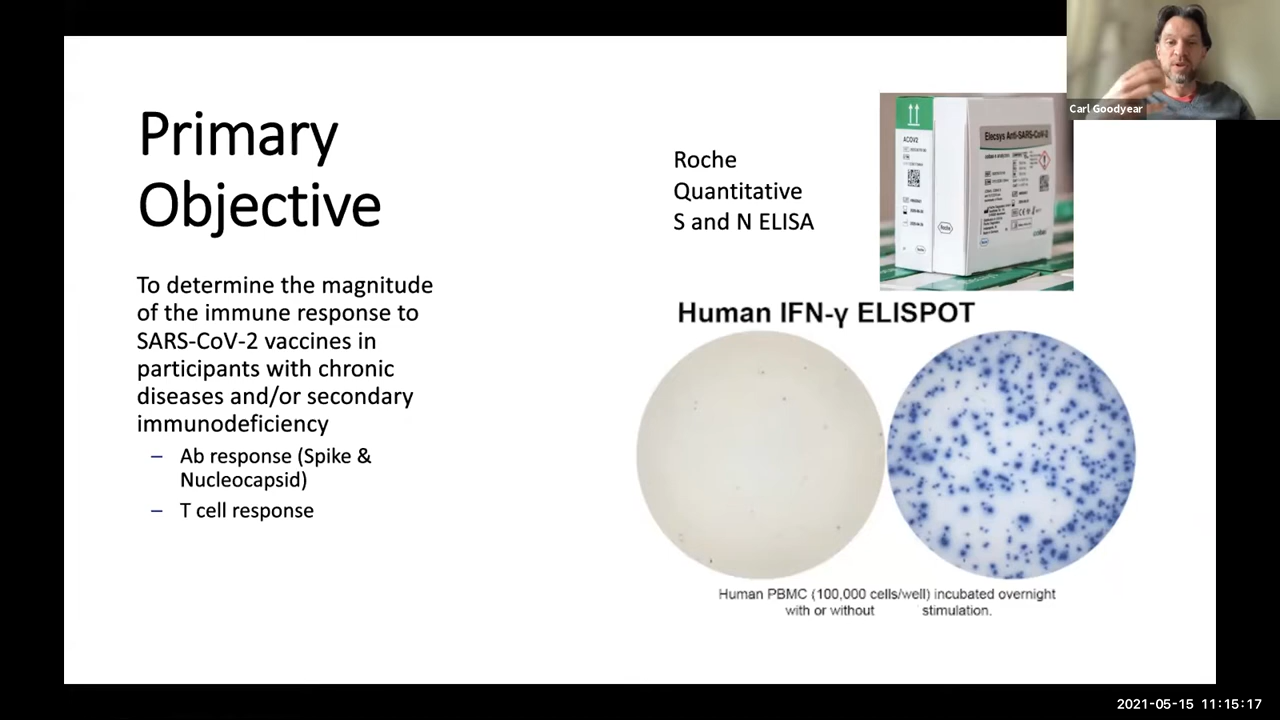 Carl Goodyear
Primary
Objective
To determine the magnitude
of the immune response to
SARS-CoV-2 vaccines in
participants with chronic
diseases and/or secondary
immunodeficiency
– Ab response (Spike &
Nucleocapsid)
– T cell response
Roche
Quantitative
S and N ELISA
ACOV2
Elecsys Anti-SARS-CoV-2
Roche
Human IFN-γ ELISPOT
Human PBMC (100,000 cells/well) incubated overnight
with or without stimulation.
2021-05-15 11:15:17